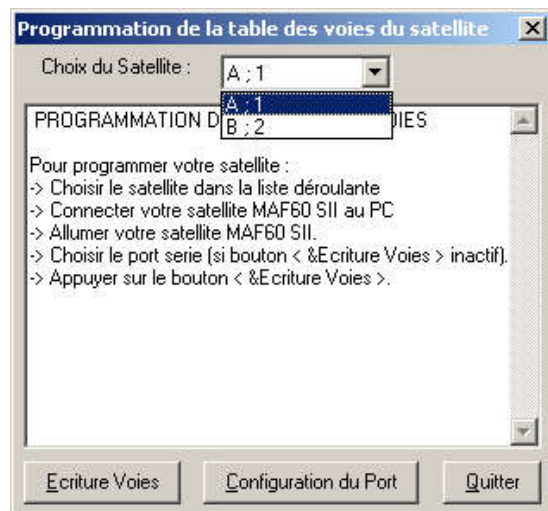 Programmation de la table des voies du satellite
Choix du Satellite :
A ; 1
A ; 1
B ; 2
PROGRAMMATION D IES
Pour programmer votre satellite :
-> Choisir le satellite dans la liste déroulante
-> Connecter votre satellite MAF60 SII au PC
-> Allumer votre satellite MAF60 SII.
-> Choisir le port serie (si bouton < &Ecriture Voies > inactif).
-> Appuyer sur le bouton < &Ecriture Voies >.
Ecriture Voies
Configuration du Port
Quitter